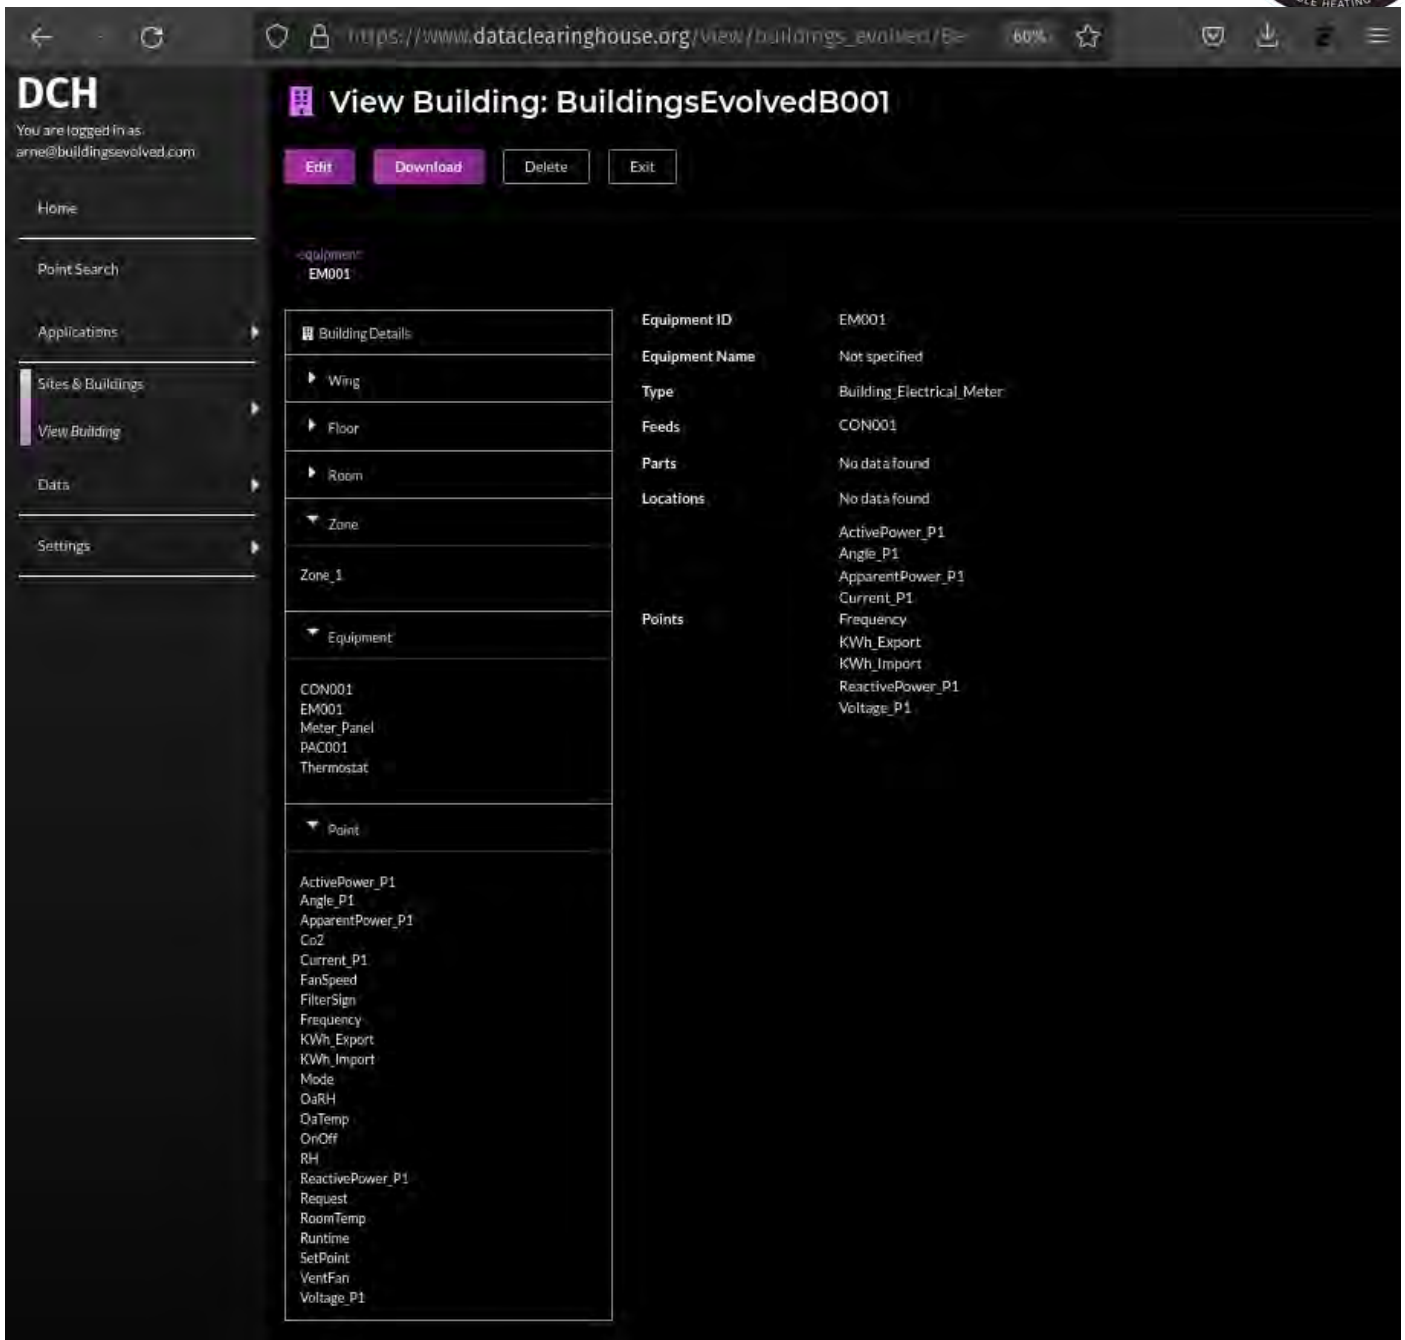 LE HEATING
https://www.dataclearinghouse.org/view/buildings_evolved/Be
60%
DCH
You are logged in as
arne@buildingsevolved.com
Home
Point Search
Applications
Sites & Buildings
View Building
Data
Settings
View Building: BuildingsEvolvedB001
Edit
Download
Delete
Exit
equipment
EM001
Building Details
Wing
Floor
Room
Zone
Zone_1
Equipment
CON001
EM001
Meter_Panel
PAC001
Thermostat
Point
ActivePower_P1
Angle_P1
ApparentPower_P1
Co2
Current_P1
FanSpeed
FilterSign
Frequency
KWh_Export
KWh_Import
Mode
OaRH
OaTemp
OnOff
RH
ReactivePower_P1
Request
RoomTemp
Runtime
SetPoint
VentFan
Voltage_P1
Equipment ID EM001
Equipment Name Not specified
Type Building_Electrical_Meter
Feeds CON001
Parts No data found
Locations No data found
Points
ActivePower_P1
Angle_P1
ApparentPower_P1
Current_P1
Frequency
KWh_Export
KWh_Import
ReactivePower_P1
Voltage_P1